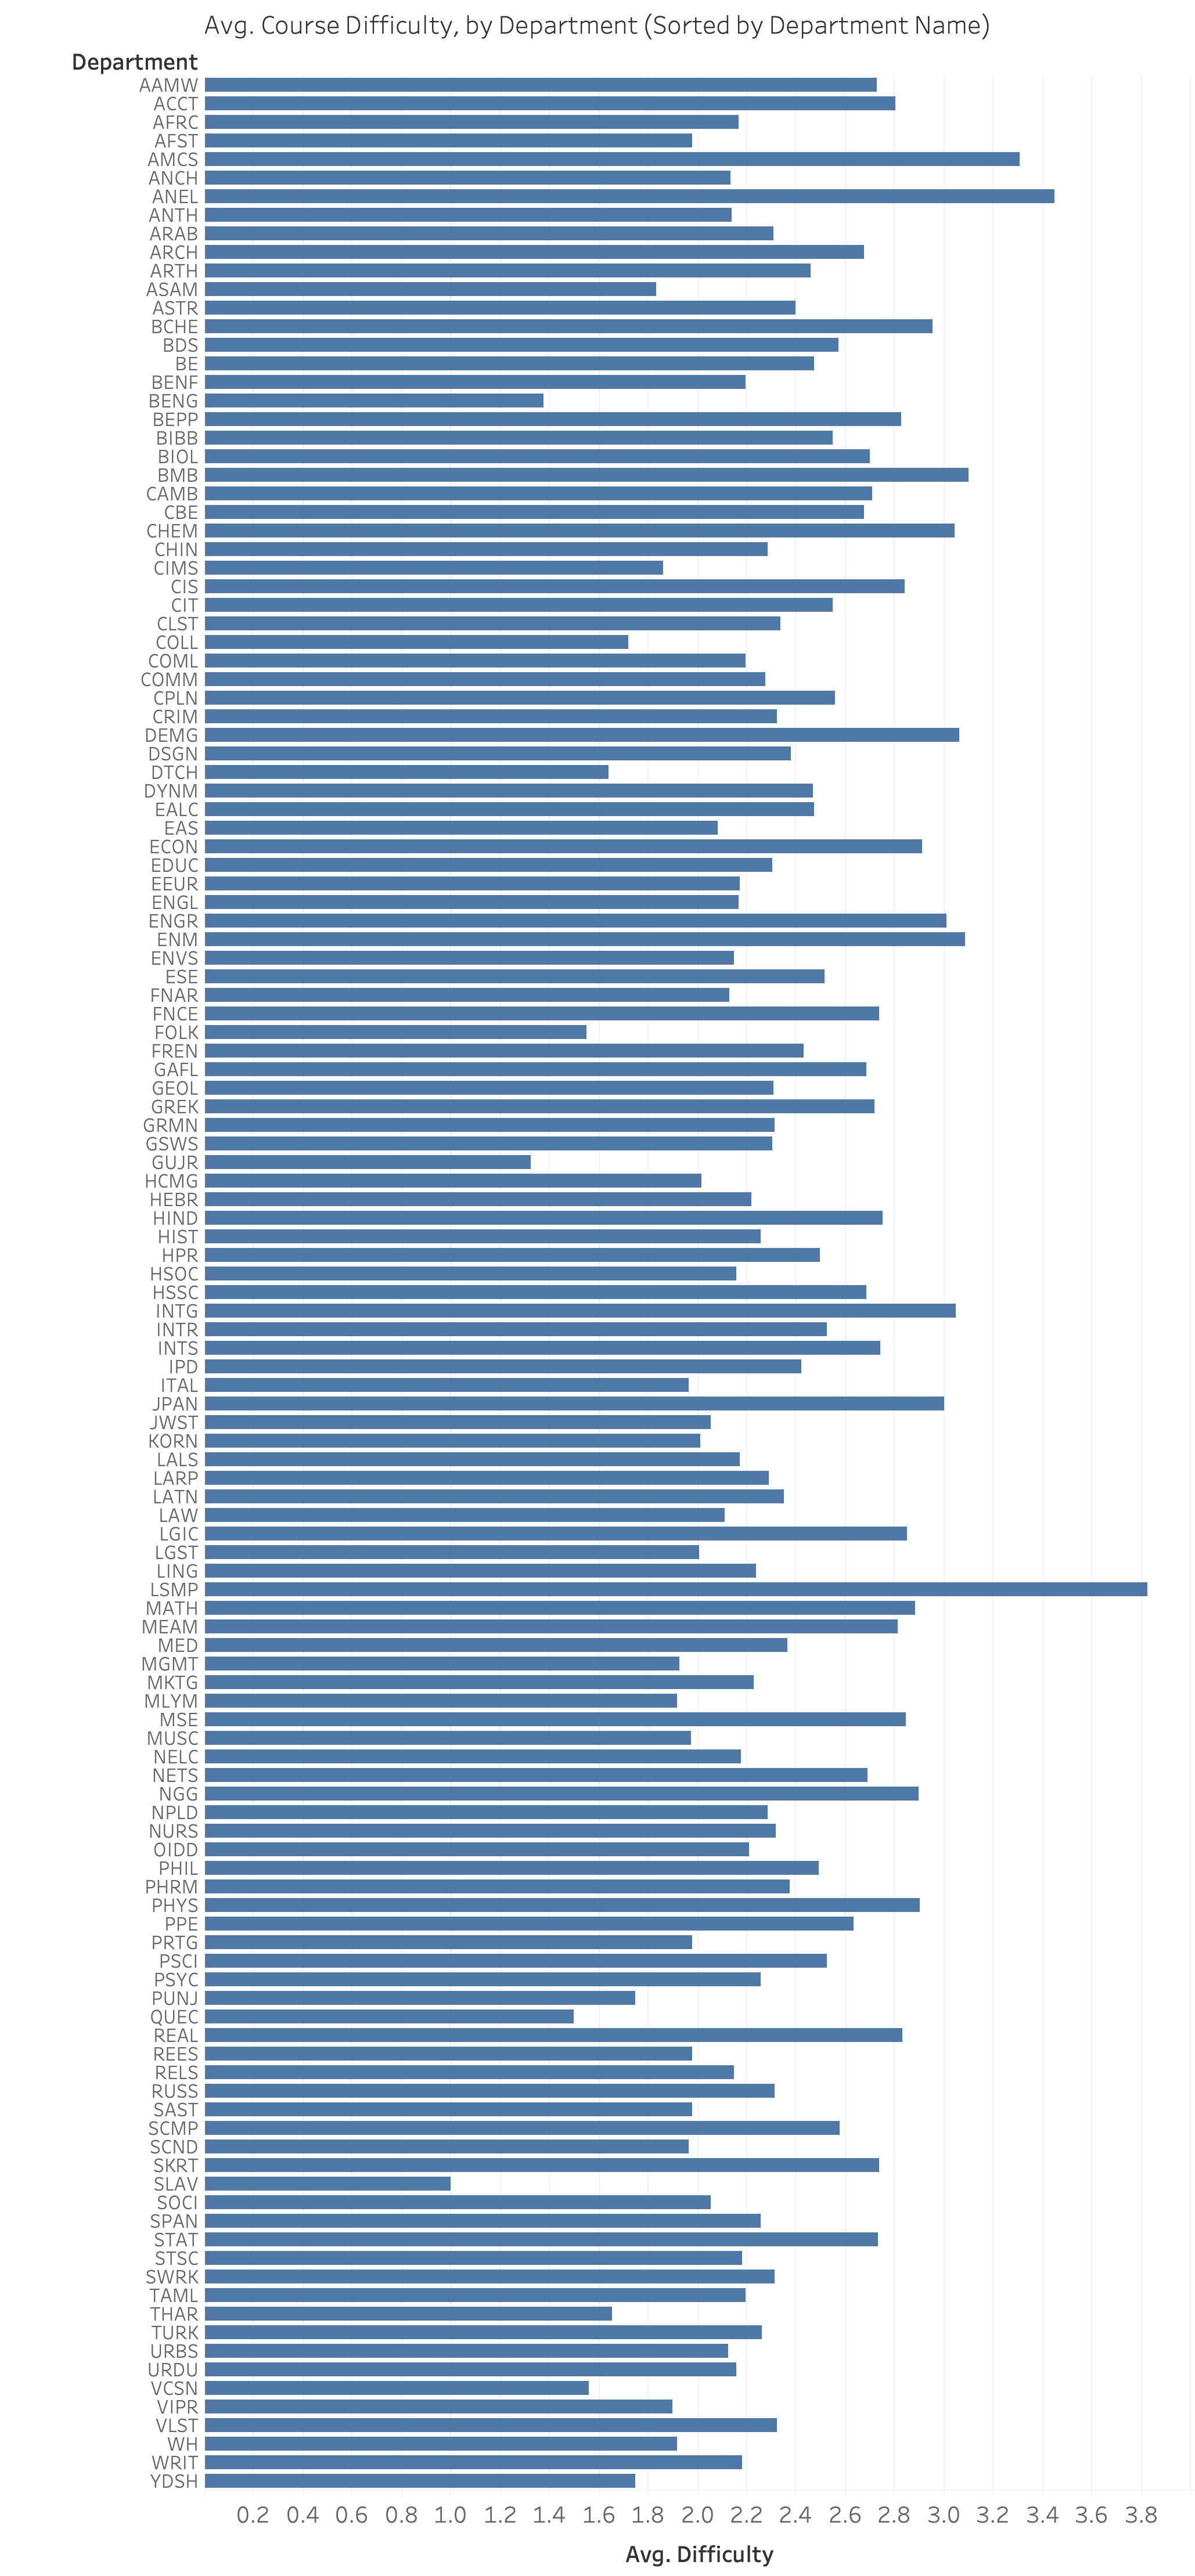 Avg. Course Difficulty, by Department (Sorted by Department Name)
Department
AAMW
ACCT
AFRC
AFST
AMCS
ANCH
ANEL
ANTH
ARAB
ARCH
ARTH
ASAM
ASTR
BCHE
BDS
BE
BENF
BENG
BEPP
BIBB
BIOL
BMB
CAMB
CBE
CHEM
CHIN
CIMS
CIS
CIT
CLST
COLL
COML
COMM
CPLN
CRIM
DEMG
DSGN
DTCH
DYNM
EALC
EAS
ECON
EDUC
EEUR
ENGL
ENGR
ENM
ENVS
ESE
FNAR
FNCE
FOLK
FREN
GAFL
GEOL
GREK
GRMN
GSWS
GUJR
HCMG
HEBR
HIND
HIST
HPR
HSOC
HSSC
INTG
INTR
INTS
IPD
ITAL
JPAN
JWST
KORN
LALS
LARP
LATN
LAW
LGIC
LGST
LING
LSMP
MATH
MEAM
MED
MGMT
MKTG
MLYM
MSE
MUSC
NELC
NETS
NGG
NPLD
NURS
OIDD
PHIL
PHRM
PHYS
PPE
PRTG
PSCI
PSYC
PUNJ
QUEC
REAL
REES
RELS
RUSS
SAST
SCMP
SCND
SKRT
SLAV
SOCI
SPAN
STAT
STSC
SWRK
TAML
THAR
TURK
URBS
URDU
VCSN
VIPR
VLST
WH
WRIT
YDSH
0.2 0.4 0.6 0.8 1.0 1.2 1.4 1.6 1.8 2.0 2.2 2.4 2.6 2.8 3.0 3.2 3.4 3.6 3.8
Avg. Difficulty